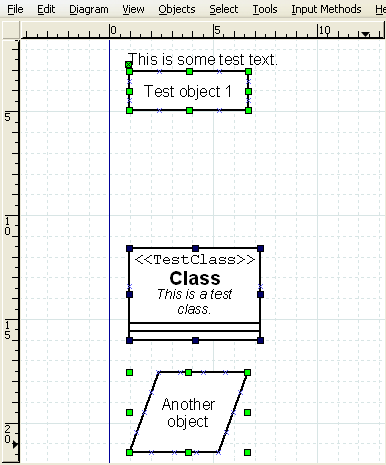 File Edit Diagram View Objects Select Tools Input Methods He
0 5 10
This is some test text.
Test object 1
5
10
<<TestClass>>
Class
This is a test
class.
15
Another
object
20